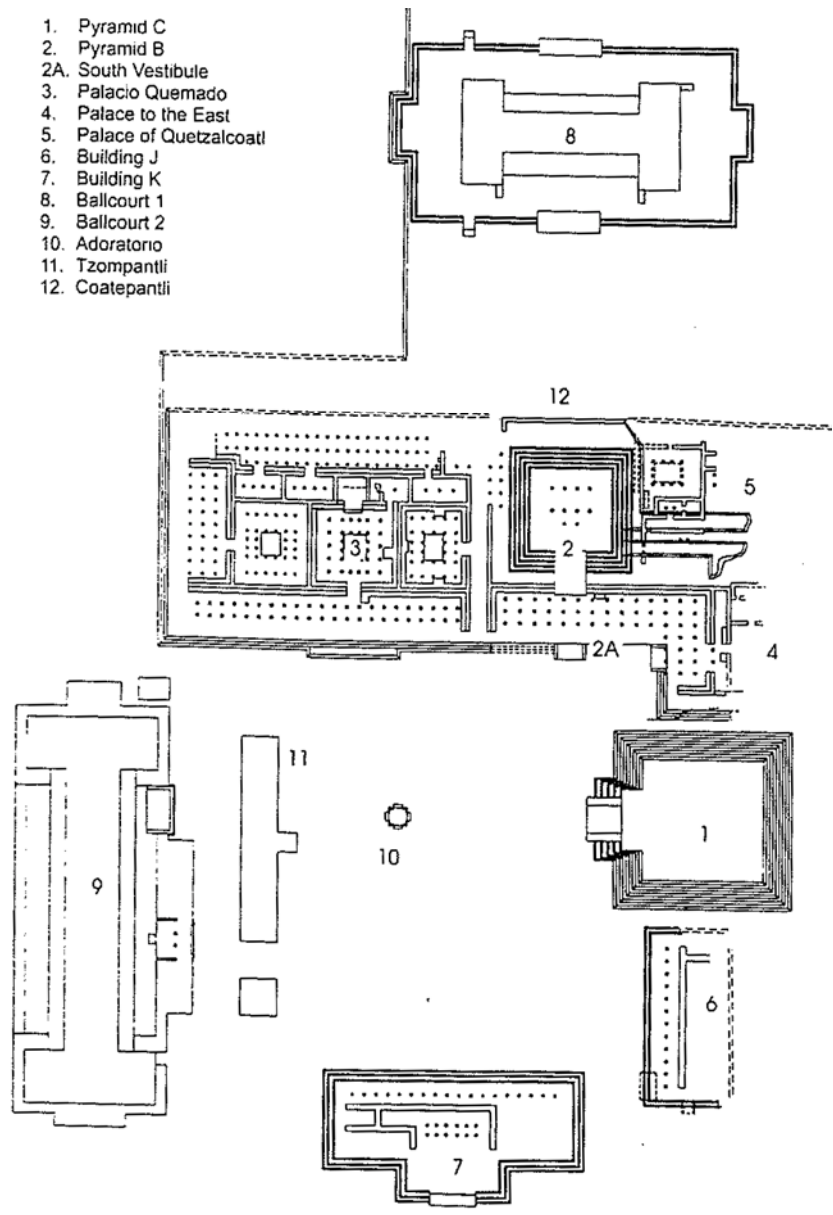 1. Pyramid C
2. Pyramid B
2A. South Vestibule
3. Palacio Quemado
4. Palace to the East
5. Palace of Quetzalcoatl
6. Building J
7. Building K
8. Ballcourt 1
9. Ballcourt 2
10. Adoratorio
11. Tzompantli
12. Coatepantli
8
12
5
3
2
2A
4
11
10
1
9
6
7